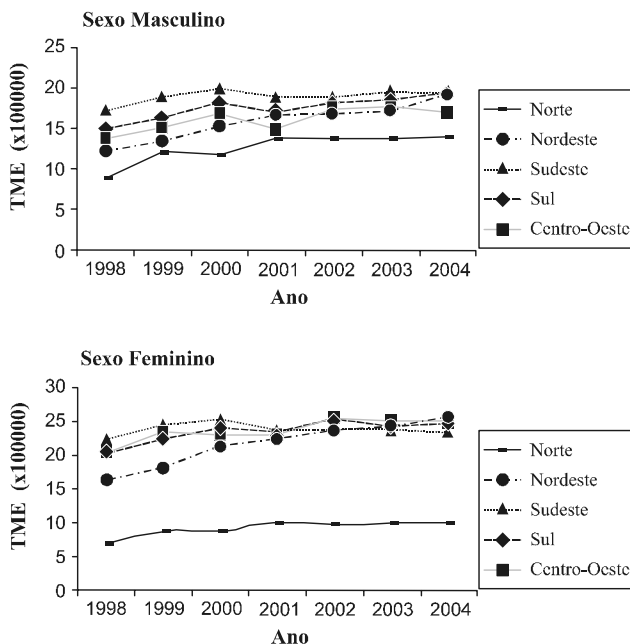 Sexo Masculino
25
20
15
10
5
0
TME (x100000)
1998 1999 2000 2001 2002 2003 2004
Ano
Norte
Nordeste
Sudeste
Sul
Centro-Oeste
Sexo Feminino
30
25
20
15
10
5
0
TME (x100000)
1998 1999 2000 2001 2002 2003 2004
Ano
Norte
Nordeste
Sudeste
Sul
Centro-Oeste